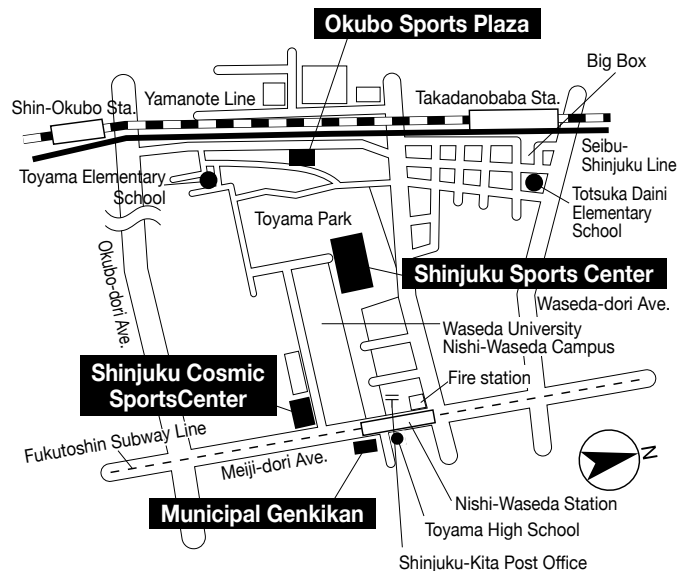 Okubo Sports Plaza
Big Box
Shin-Okubo Sta.
Yamanote Line
Takadanobaba Sta.
Seibu-
Shinjuku Line
Toyama Elementary
School
Totsuka Daini
Elementary
School
Toyama Park
Okubo-dori Ave.
Shinjuku Sports Center
Waseda-dori Ave.
Waseda University
Nishi-Waseda Campus
Shinjuku Cosmic
SportsCenter
Fire station
Fukutoshin Subway Line
Meiji-dori Ave.
N
Municipal Genkikan
Nishi-Waseda Station
Toyama High School
Shinjuku-Kita Post Office